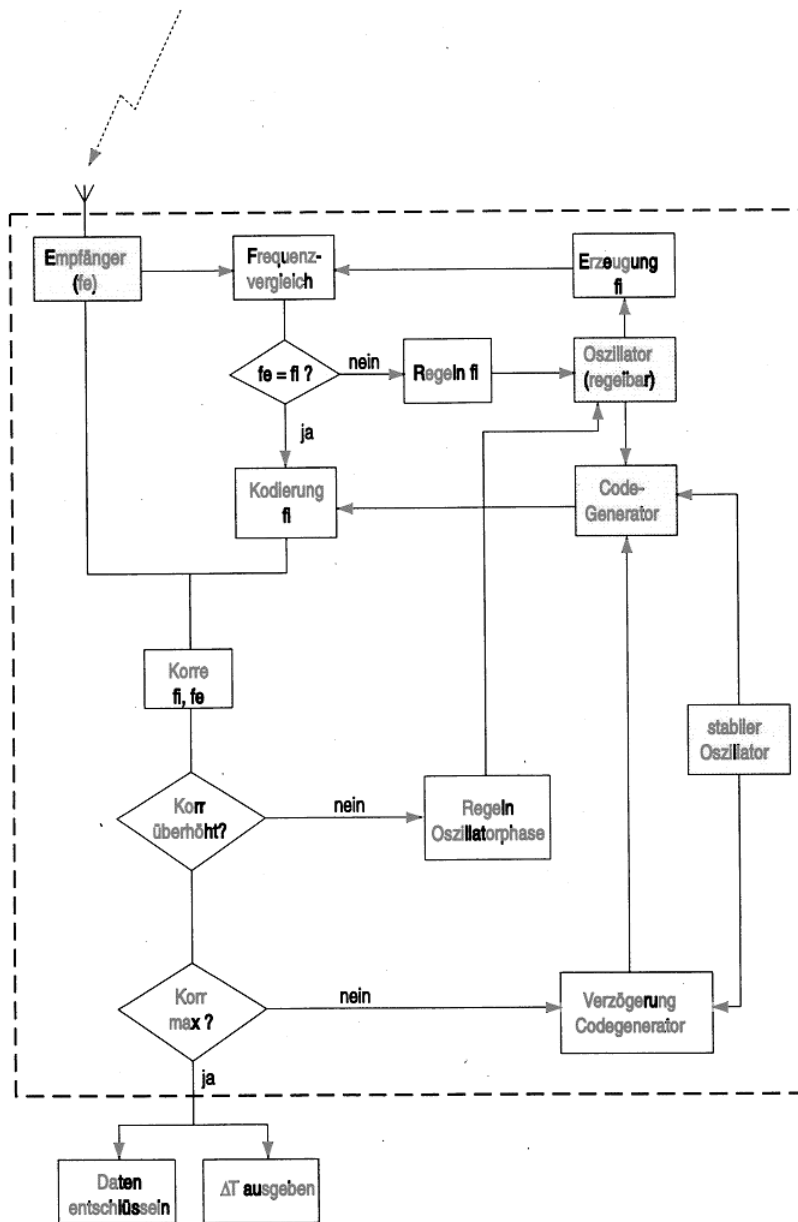 Empfänger
(fe)
Frequenz-
vergleich
Erzeugung
fi
fe = fi ?
nein
Regeln fi
Oszillator
(regelbar)
ja
Kodierung
fi
Code-
Generator
Korre
fi, fe
stabiler
Oszillator
Korr
überhöht?
nein
Regeln
Oszillatorphase
Korr
max ?
nein
Verzögerung
Codegenerator
ja
Daten
entschlüsseln
ΔT ausgeben